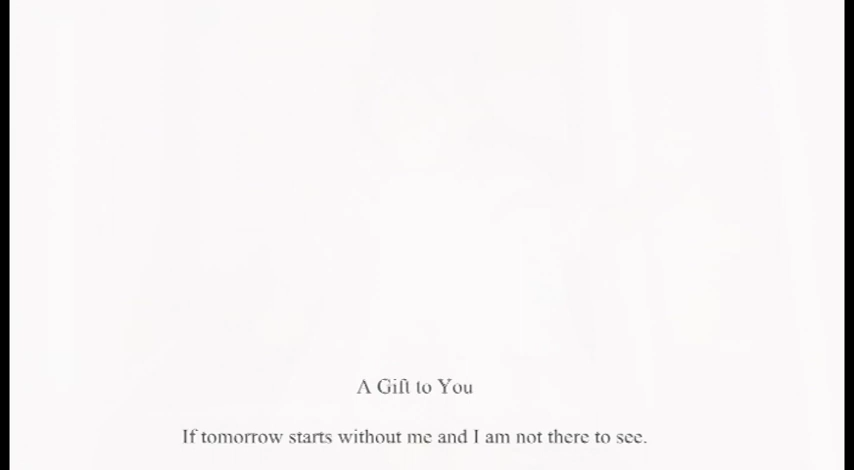 A Gift to You
If tomorrow starts without me and I am not there to see.